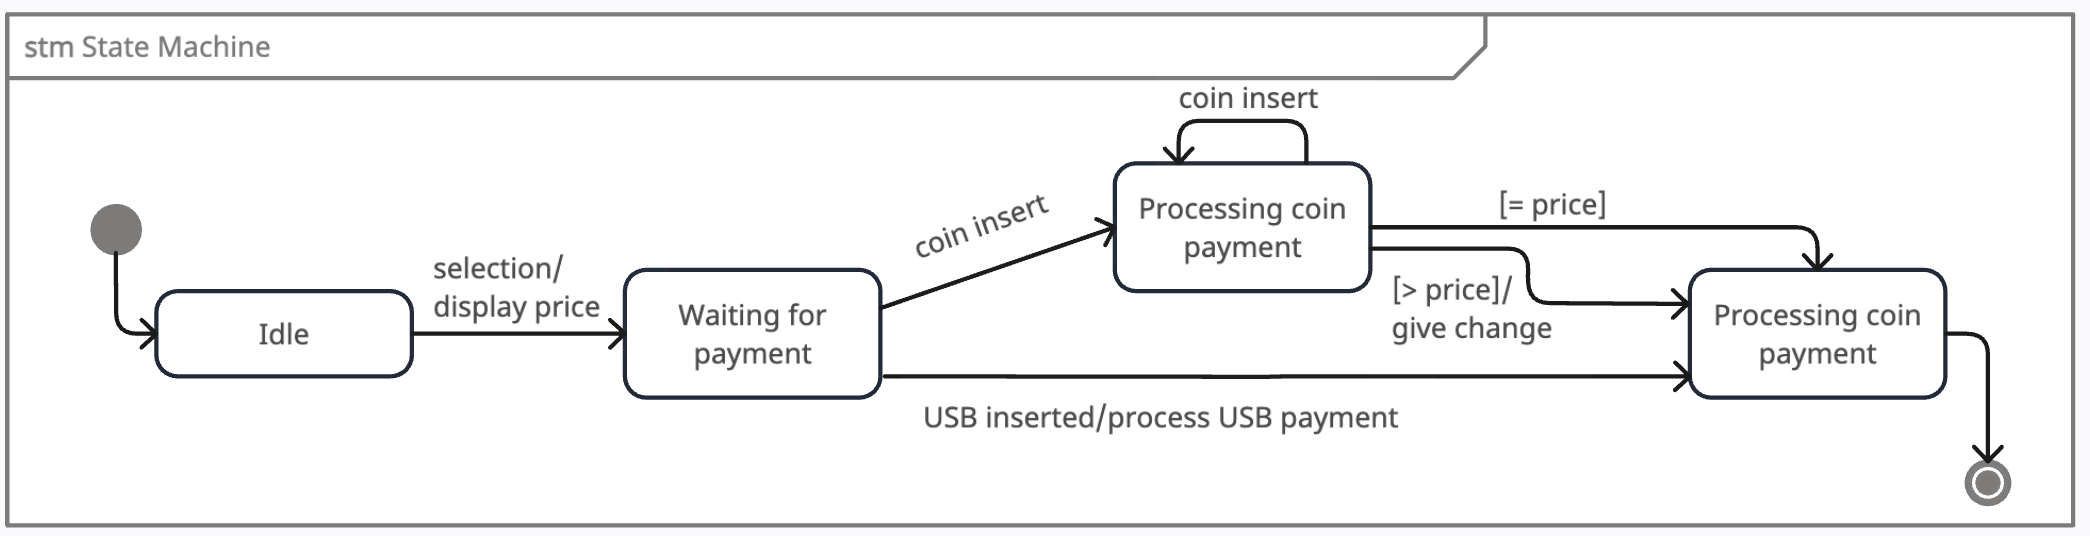 stm State Machine
coin insert
Processing coin
payment
coin insert
[= price]
selection/
display price
[> price]/
give change
Idle
Waiting for
payment
Processing coin
payment
USB inserted/process USB payment